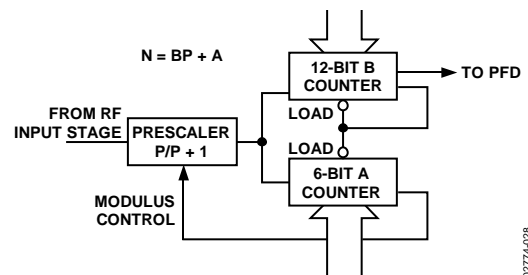 N = BP + A
12-BIT B
COUNTER
TO PFD
FROM RF
INPUT STAGE
PRESCALER
P/P + 1
LOAD
LOAD
6-BIT A
COUNTER
MODULUS
CONTROL
02774-028